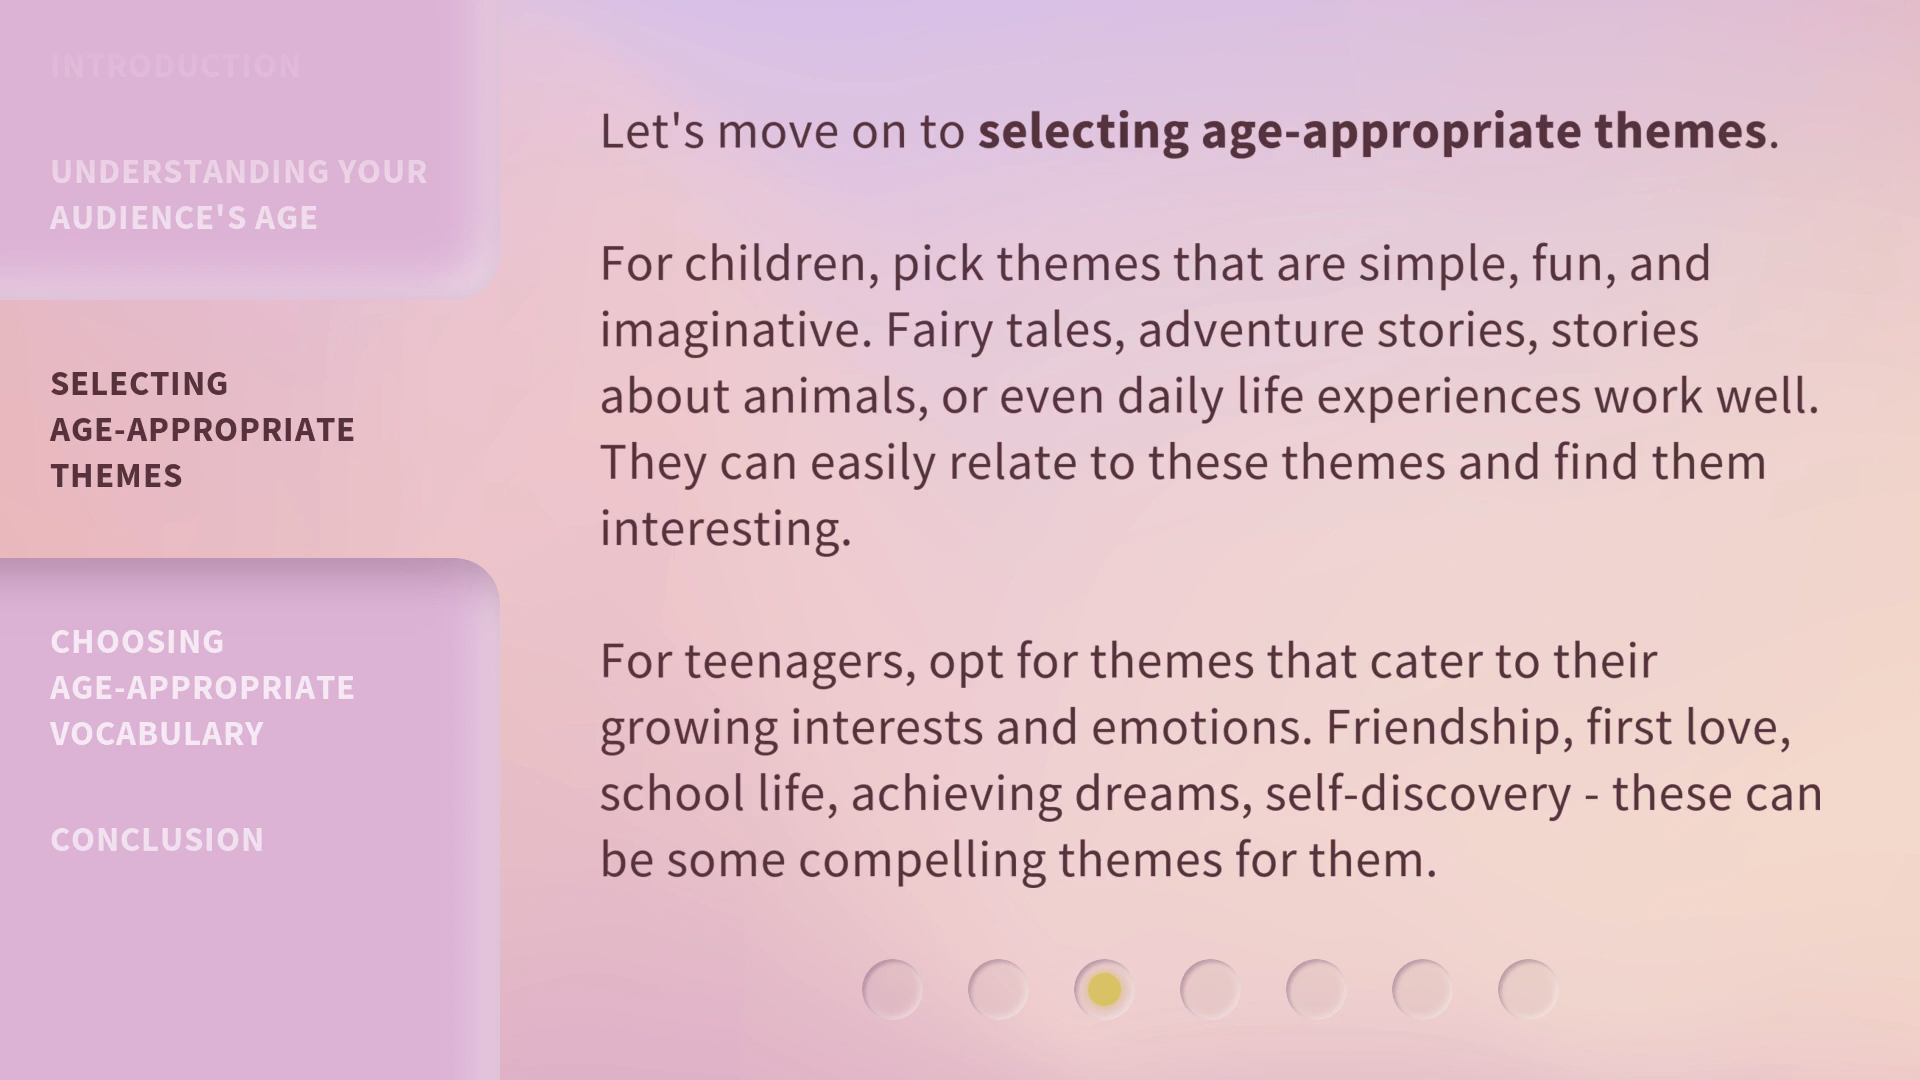 INTRODUCTION
UNDERSTANDING YOUR
AUDIENCE'S AGE
SELECTING
AGE-APPROPRIATE
THEMES
CHOOSING
AGE-APPROPRIATE
VOCABULARY
CONCLUSION
Let's move on to selecting age-appropriate themes.
For children, pick themes that are simple, fun, and
imaginative. Fairy tales, adventure stories, stories
about animals, or even daily life experiences work well.
They can easily relate to these themes and find them
interesting.
For teenagers, opt for themes that cater to their
growing interests and emotions. Friendship, first love,
school life, achieving dreams, self-discovery - these can
be some compelling themes for them.